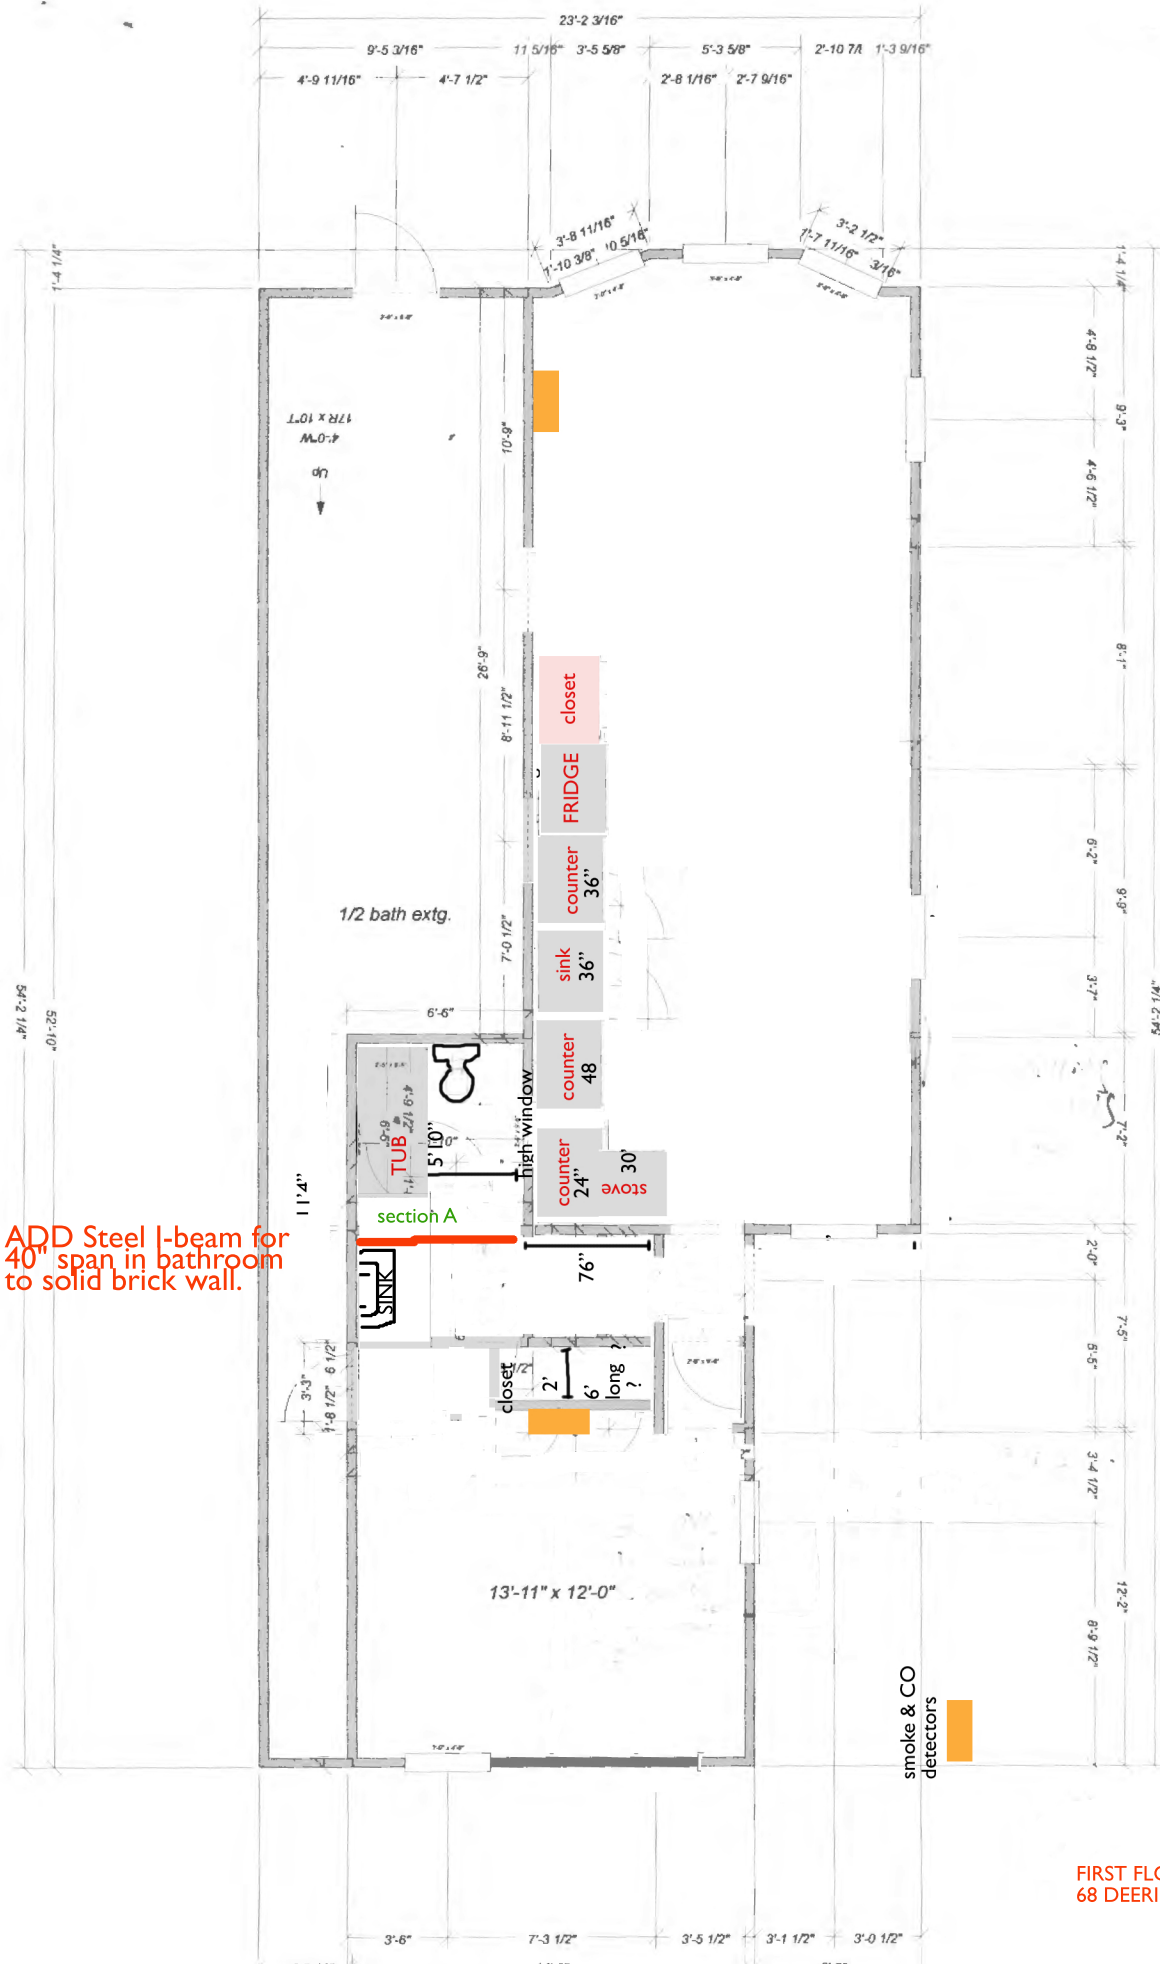 23'-2 3/16"
9'-5 3/16"
11 5/16"
3'-5 5/8"
5'-3 5/8"
2'-10 7/
1'-3 9/16"
4'-9 11/16"
4'-7 1/2"
2'-8 1/16"
2'-7 9/16"
3'-8 11/16"
1'-10 3/8"
3'-2 1/2"
1'-7 11/16"
3/16"
1'-4 1/4"
1'-4 1/4"
4'-8 1/2"
9'-3"
4'-6 1/2"
17R x 10"T
4'-0"W
Up
10'-9"
26'-9"
8'-11 1/2"
8'-1"
closet
FRIDGE
counter
36"
6'-2"
9'-9"
1/2 bath extg.
7'-0 1/2"
sink
36"
3'-7"
54'-2 1/4"
52'-10"
54'-2 1/4"
6'-6"
counter
48
high window
4'-9 1/2"
TUB
5'10"
7'-2"
counter
24"
30'
stove
11'4"
section A
ADD Steel I-beam for
40" span in bathroom
to solid brick wall.
SINK
76"
2'-0"
7'-5"
5'-5"
3'-3"
6 1/2"
1'-8 1/2"
closet
2'
6'
long ?
?
3'-4 1/2"
13'-11" x 12'-0"
12'-2"
8'-9 1/2"
smoke & CO
detectors
FIRST FLO
68 DEERI
3'-6"
7'-3 1/2"
3'-5 1/2"
3'-1 1/2"
3'-0 1/2"